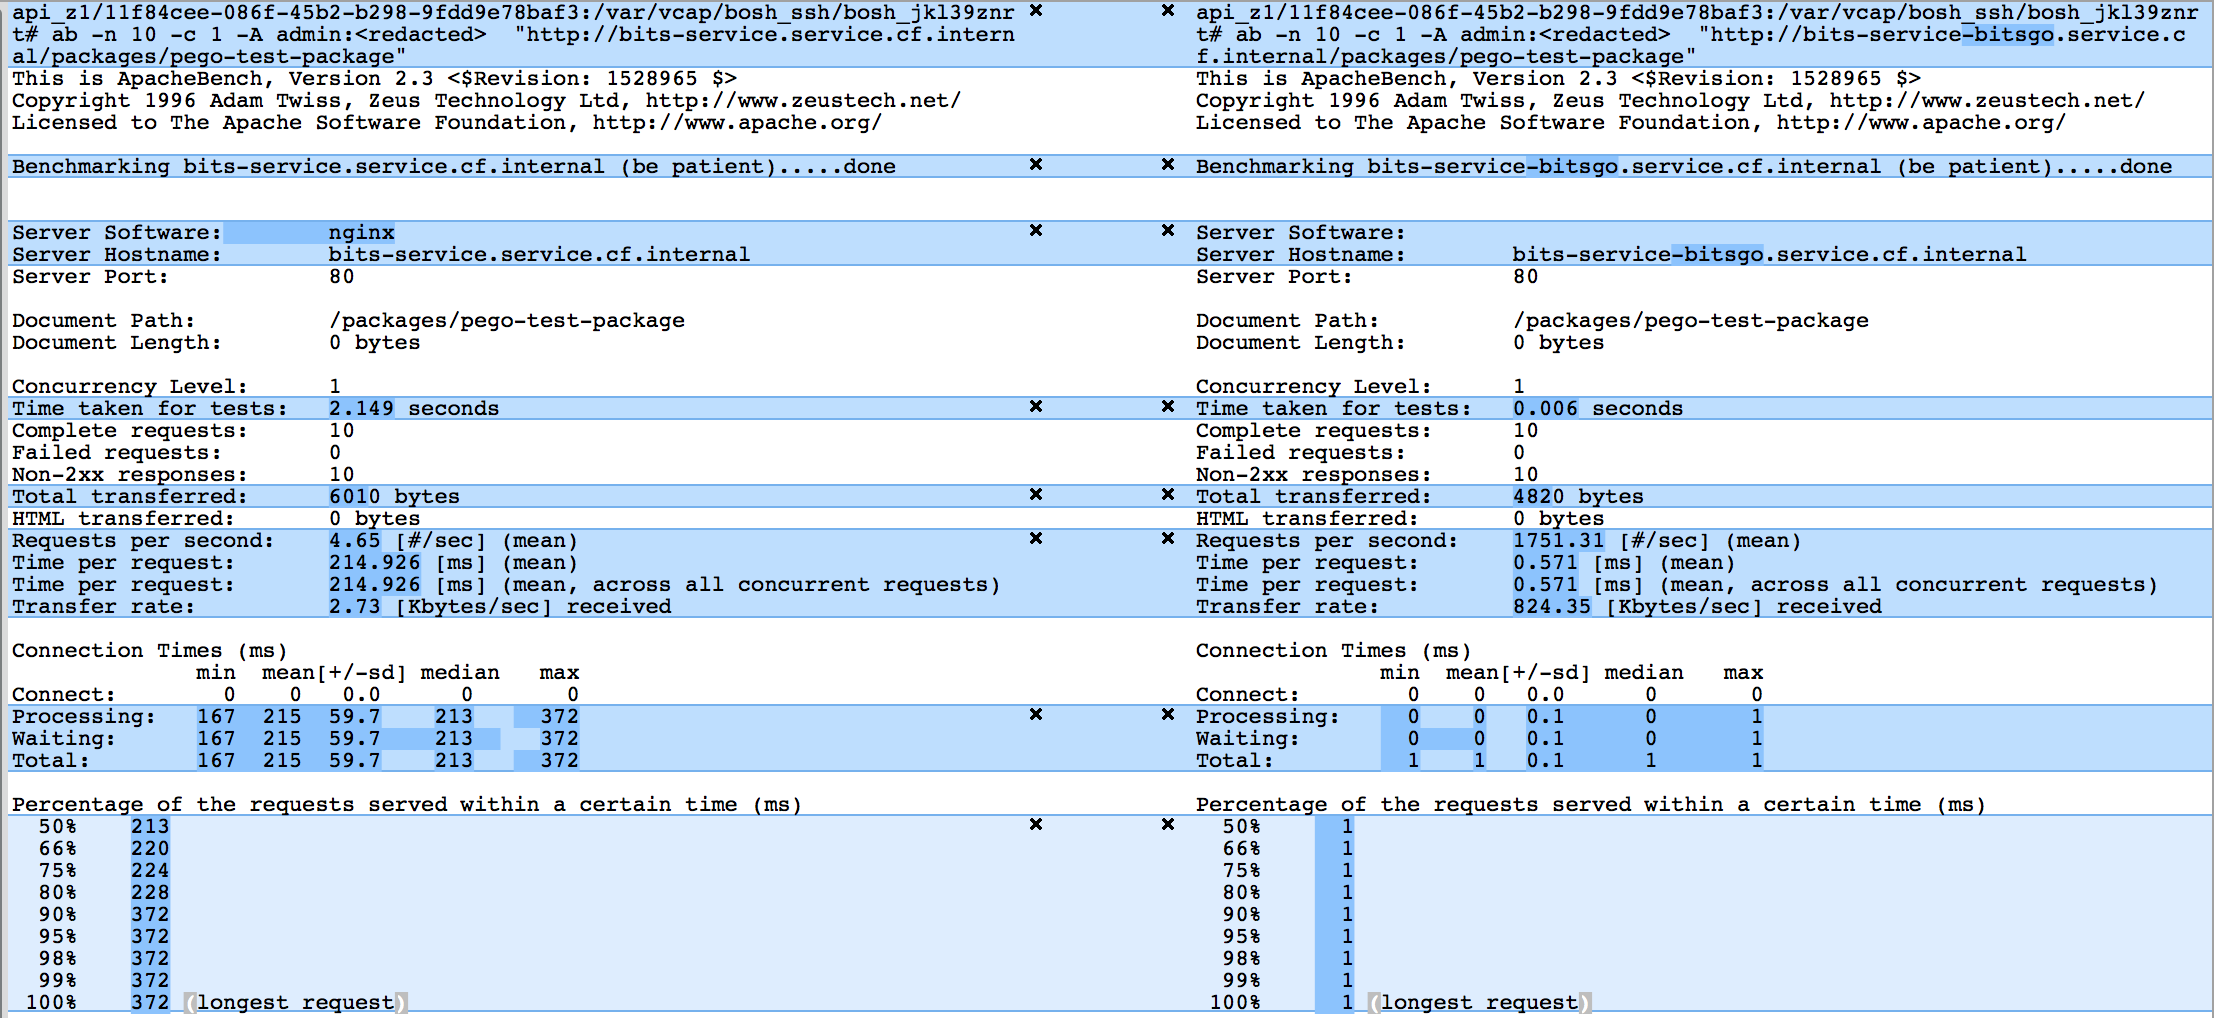 api_z1/11f84cee-086f-45b2-b298-9fdd9e78baf3:/var/vcap/bosh_ssh/bosh_jkl39znr
t# ab -n 10 -c 1 -A admin:<redacted>  "http://bits-service.service.cf.intern
al/packages/pego-test-package"
This is ApacheBench, Version 2.3 <$Revision: 1528965 $>
Copyright 1996 Adam Twiss, Zeus Technology Ltd, http://www.zeustech.net/
Licensed to The Apache Software Foundation, http://www.apache.org/
Benchmarking bits-service.service.cf.internal (be patient).....done
Server Software:        nginx
Server Hostname:        bits-service.service.cf.internal
Server Port:            80
Document Path:          /packages/pego-test-package
Document Length:        0 bytes
Concurrency Level:      1
Time taken for tests:   2.149 seconds
Complete requests:      10
Failed requests:        0
Non-2xx responses:      10
Total transferred:      6010 bytes
HTML transferred:       0 bytes
Requests per second:    4.65 [#/sec] (mean)
Time per request:       214.926 [ms] (mean)
Time per request:       214.926 [ms] (mean, across all concurrent requests)
Transfer rate:          2.73 [Kbytes/sec] received
Connection Times (ms)
              min  mean[+/-sd] median   max
Connect:        0    0   0.0      0       0
Processing:   167  215  59.7    213     372
Waiting:      167  215  59.7    213     372
Total:        167  215  59.7    213     372
Percentage of the requests served within a certain time (ms)
  50%    213
  66%    220
  75%    224
  80%    228
  90%    372
  95%    372
  98%    372
  99%    372
 100%    372 (longest request)
api_z1/11f84cee-086f-45b2-b298-9fdd9e78baf3:/var/vcap/bosh_ssh/bosh_jkl39znr
t# ab -n 10 -c 1 -A admin:<redacted>  "http://bits-service-bitsgo.service.c
f.internal/packages/pego-test-package"
This is ApacheBench, Version 2.3 <$Revision: 1528965 $>
Copyright 1996 Adam Twiss, Zeus Technology Ltd, http://www.zeustech.net/
Licensed to The Apache Software Foundation, http://www.apache.org/
Benchmarking bits-service-bitsgo.service.cf.internal (be patient).....done
Server Software:
Server Hostname:        bits-service-bitsgo.service.cf.internal
Server Port:            80
Document Path:          /packages/pego-test-package
Document Length:        0 bytes
Concurrency Level:      1
Time taken for tests:   0.006 seconds
Complete requests:      10
Failed requests:        0
Non-2xx responses:      10
Total transferred:      4820 bytes
HTML transferred:       0 bytes
Requests per second:    1751.31 [#/sec] (mean)
Time per request:       0.571 [ms] (mean)
Time per request:       0.571 [ms] (mean, across all concurrent requests)
Transfer rate:          824.35 [Kbytes/sec] received
Connection Times (ms)
              min  mean[+/-sd] median   max
Connect:        0    0   0.0      0       0
Processing:     0    0   0.1      0       1
Waiting:        0    0   0.1      0       1
Total:          1    1   0.1      1       1
Percentage of the requests served within a certain time (ms)
  50%      1
  66%      1
  75%      1
  80%      1
  90%      1
  95%      1
  98%      1
  99%      1
 100%      1 (longest request)